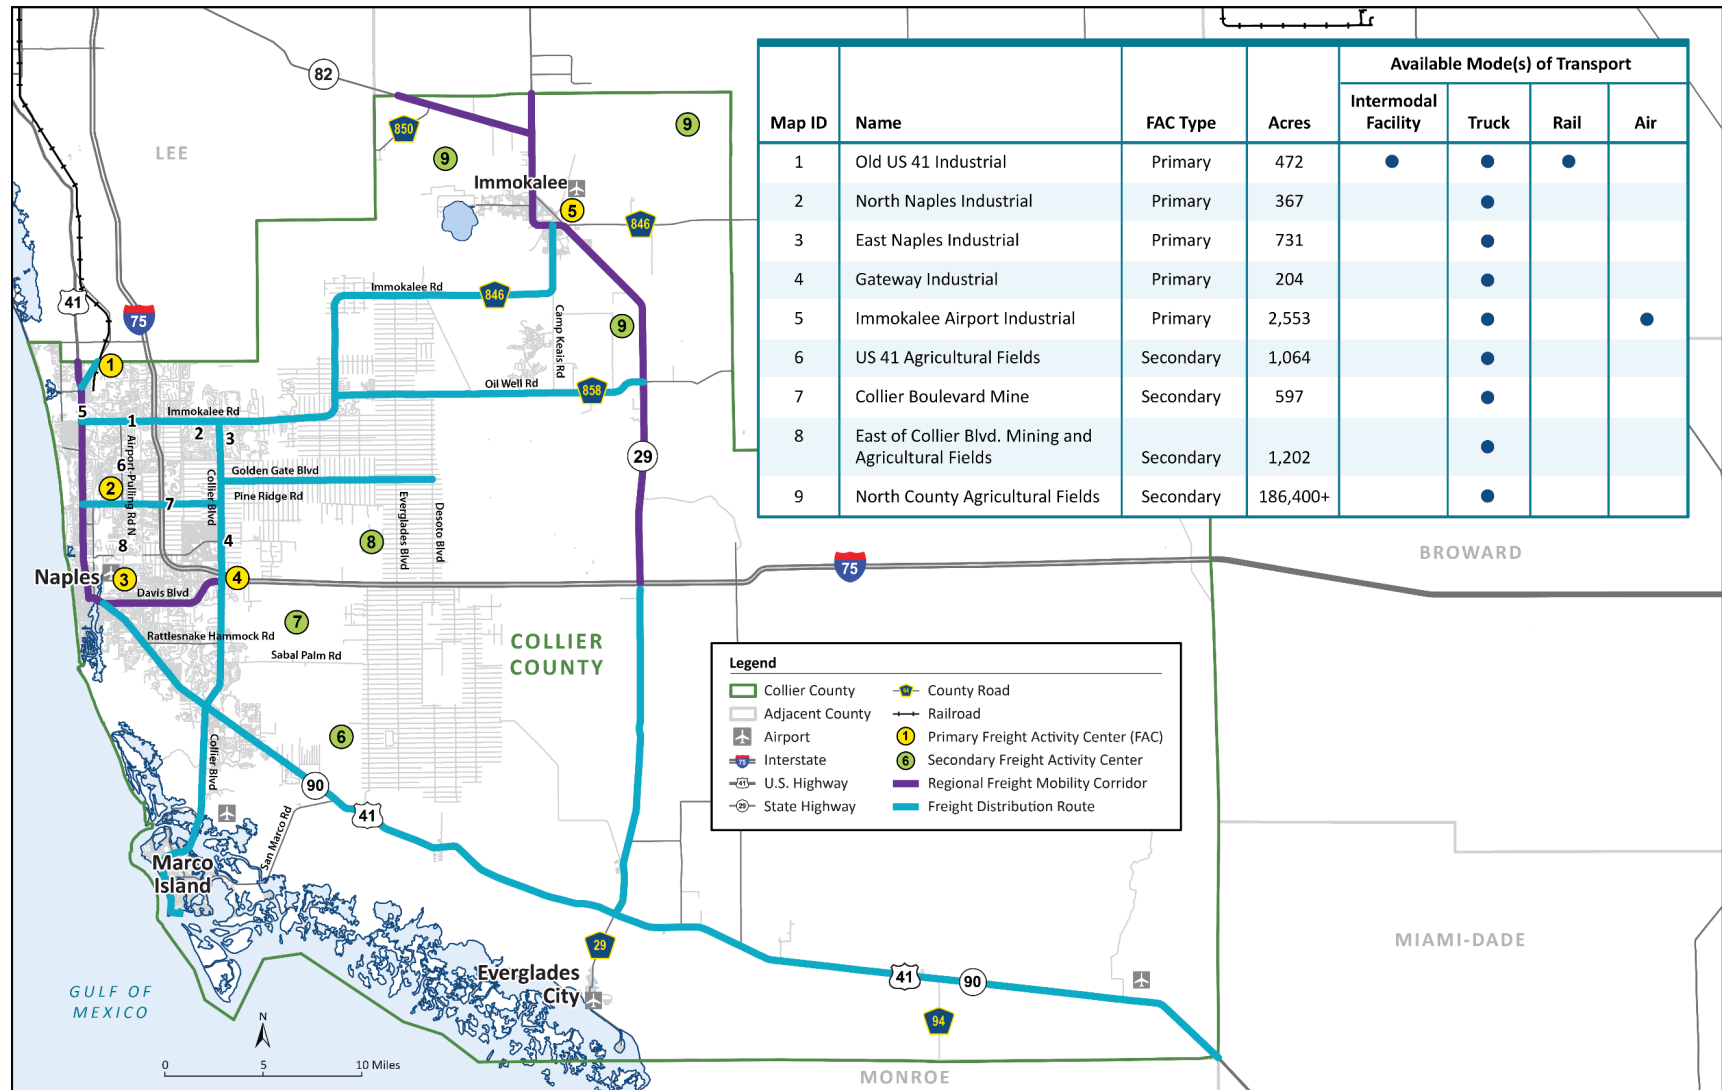 Available Mode(s) of Transport
Map ID Name FAC Type Acres Intermodal Facility Truck Rail Air
1 Old US 41 Industrial Primary 472 ● ● ●
2 North Naples Industrial Primary 367 ●
3 East Naples Industrial Primary 731 ●
4 Gateway Industrial Primary 204 ●
5 Immokalee Airport Industrial Primary 2,553 ● ●
6 US 41 Agricultural Fields Secondary 1,064 ●
7 Collier Boulevard Mine Secondary 597 ●
8 East of Collier Blvd. Mining and
Agricultural Fields Secondary 1,202 ●
9 North County Agricultural Fields Secondary 186,400+ ●
82
850
9
9
LEE
Immokalee
5
846
41
75
Immokalee Rd
846
Camp Keais Rd
9
1
Oil Well Rd
858
5
1
Immokalee Rd
2
3
29
6
Airport-Pulling Rd N
Golden Gate Blvd
2
Collier Blvd
Pine Ridge Rd
7
Everglades Blvd
Desoto Blvd
8
4
8
BROWARD
75
Naples
3
4
Davis Blvd
7
Rattlesnake Hammock Rd
Sabal Palm Rd
COLLIER
COUNTY
Legend
Collier County
Adjacent County
Airport
75 Interstate
41 U.S. Highway
29 State Highway
94 County Road
Railroad
1 Primary Freight Activity Center (FAC)
6 Secondary Freight Activity Center
Regional Freight Mobility Corridor
Freight Distribution Route
6
Collier Blvd
90
41
San Marco Rd
Marco
Island
29
Everglades
City
41
90
94
MIAMI-DADE
GULF OF
MEXICO
N
0 5 10 Miles
MONROE